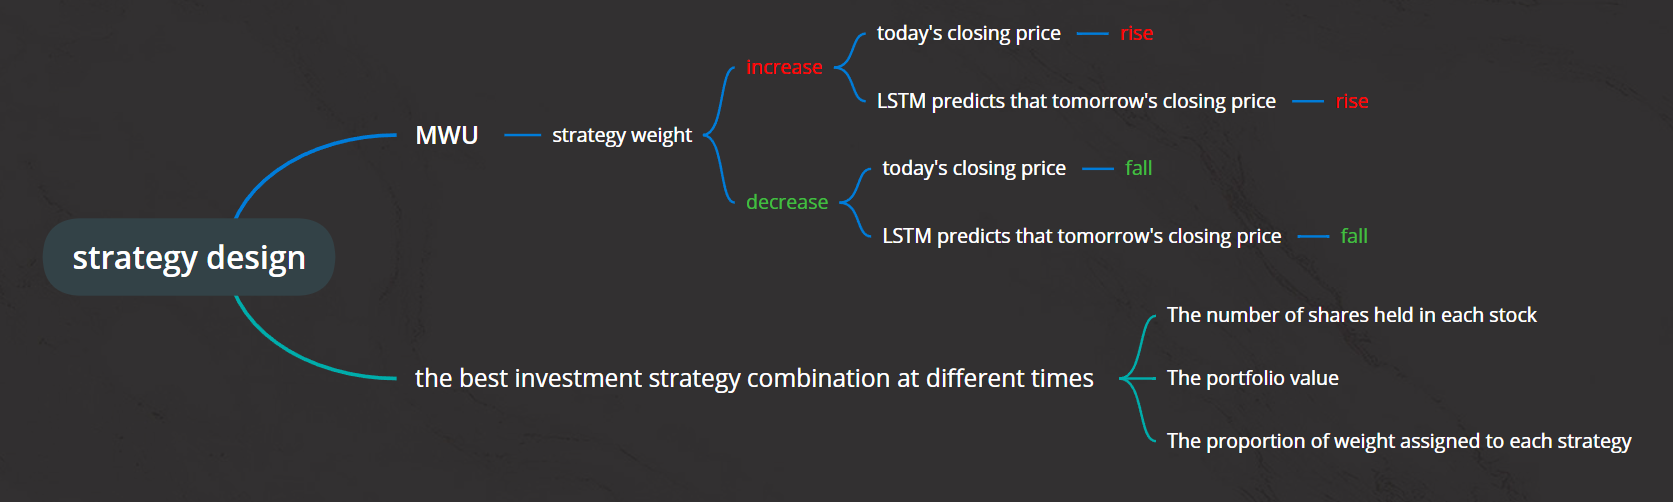 strategy design
MWU
strategy weight
increase
today's closing price
rise
LSTM predicts that tomorrow's closing price
rise
decrease
today's closing price
fall
LSTM predicts that tomorrow's closing price
fall
the best investment strategy combination at different times
The number of shares held in each stock
The portfolio value
The proportion of weight assigned to each strategy